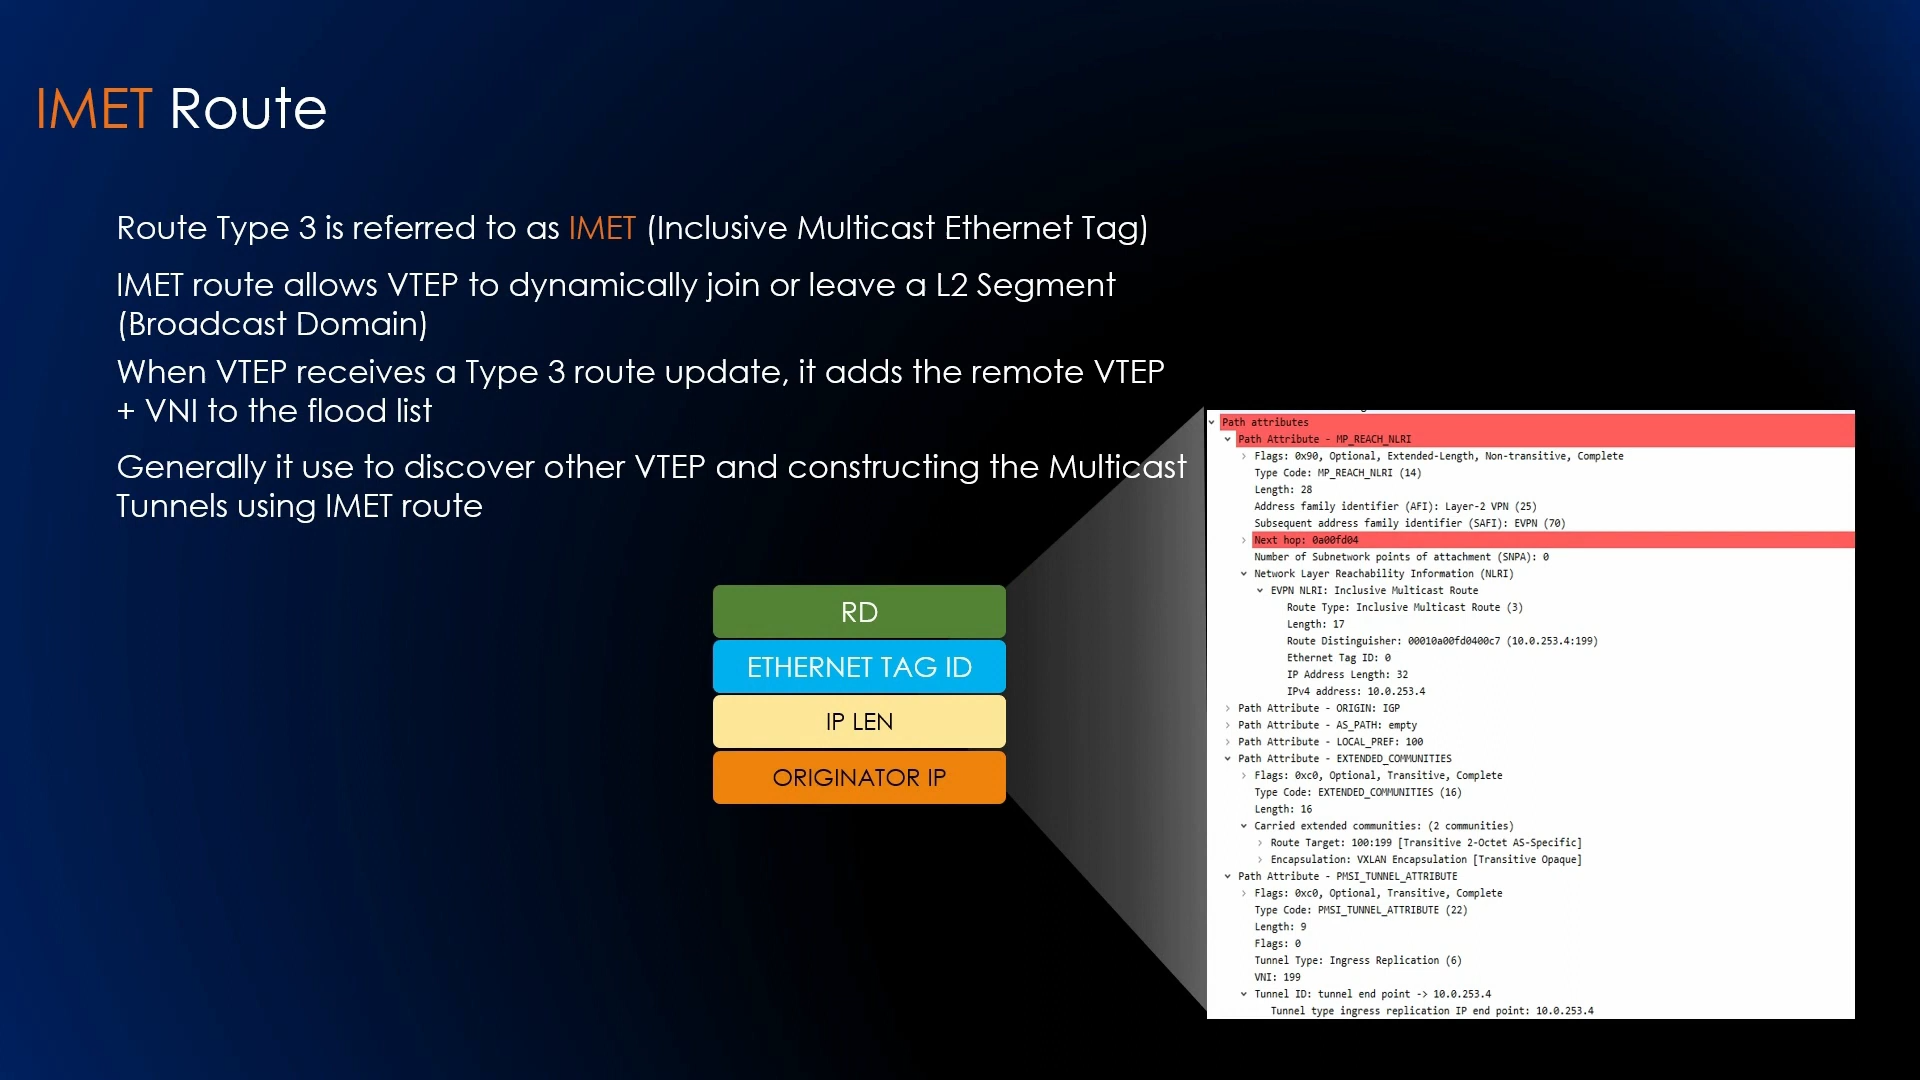 IMET Route
Route Type 3 is referred to as IMET (Inclusive Multicast Ethernet Tag)
IMET route allows VTEP to dynamically join or leave a L2 Segment
(Broadcast Domain)
When VTEP receives a Type 3 route update, it adds the remote VTEP
+ VNI to the flood list
Generally it use to discover other VTEP and constructing the Multicast
Tunnels using IMET route
RD
ETHERNET TAG ID
IP LEN
ORIGINATOR IP
Path attributes
Path Attribute - MP_REACH_NLRI
Flags: 0x90, Optional, Extended-Length, Non-transitive, Complete
Type Code: MP_REACH_NLRI (14)
Length: 28
Address family identifier (AFI): Layer-2 VPN (25)
Subsequent address family identifier (SAFI): EVPN (70)
Next hop: 0a00fd04
Number of Subnetwork points of attachment (SNPA): 0
Network Layer Reachability Information (NLRI)
EVPN NLRI: Inclusive Multicast Route
Route Type: Inclusive Multicast Route (3)
Length: 17
Route Distinguisher: 00010a00fd0400c7 (10.0.253.4:199)
Ethernet Tag ID: 0
IP Address Length: 32
IPv4 address: 10.0.253.4
Path Attribute - ORIGIN: IGP
Path Attribute - AS_PATH: empty
Path Attribute - LOCAL_PREF: 100
Path Attribute - EXTENDED_COMMUNITIES
Flags: 0xc0, Optional, Transitive, Complete
Type Code: EXTENDED_COMMUNITIES (16)
Length: 16
Carried extended communities: (2 communities)
Route Target: 100:199 [Transitive 2-Octet AS-Specific]
Encapsulation: VXLAN Encapsulation [Transitive Opaque]
Path Attribute - PMSI_TUNNEL_ATTRIBUTE
Flags: 0xc0, Optional, Transitive, Complete
Type Code: PMSI_TUNNEL_ATTRIBUTE (22)
Length: 9
Flags: 0
Tunnel Type: Ingress Replication (6)
VNI: 199
Tunnel ID: tunnel end point -> 10.0.253.4
Tunnel type ingress replication IP end point: 10.0.253.4